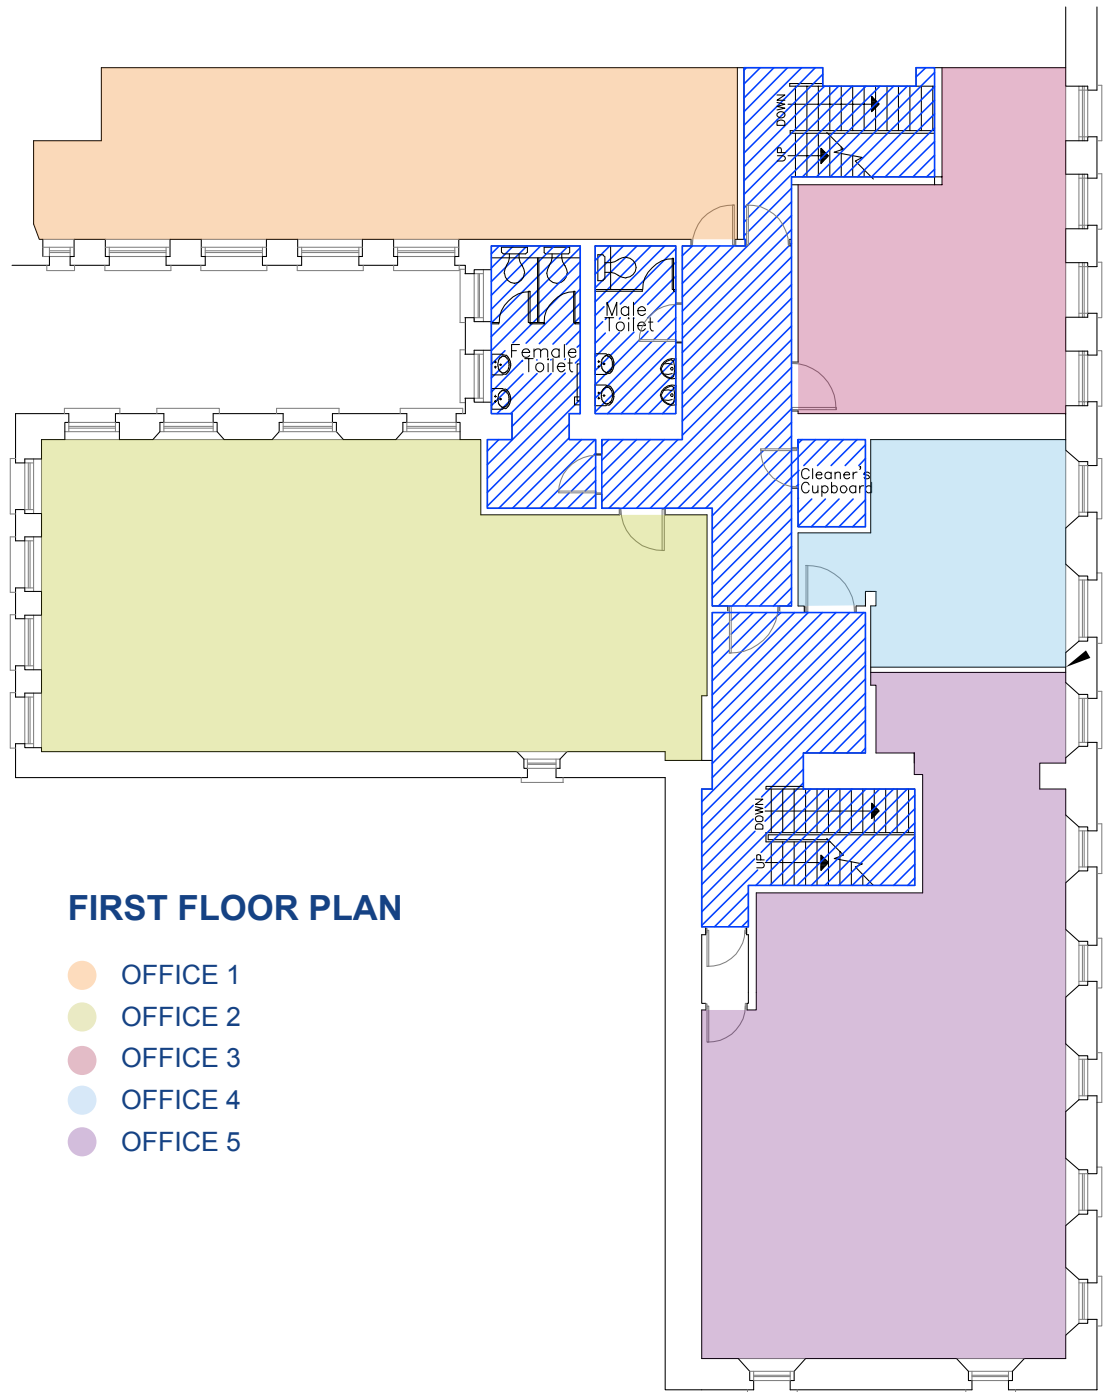 DOWN
UP
Male
Toilet
Female
Toilet
Cleaner's
Cupboard
DOWN
UP
FIRST FLOOR PLAN
OFFICE 1
OFFICE 2
OFFICE 3
OFFICE 4
OFFICE 5